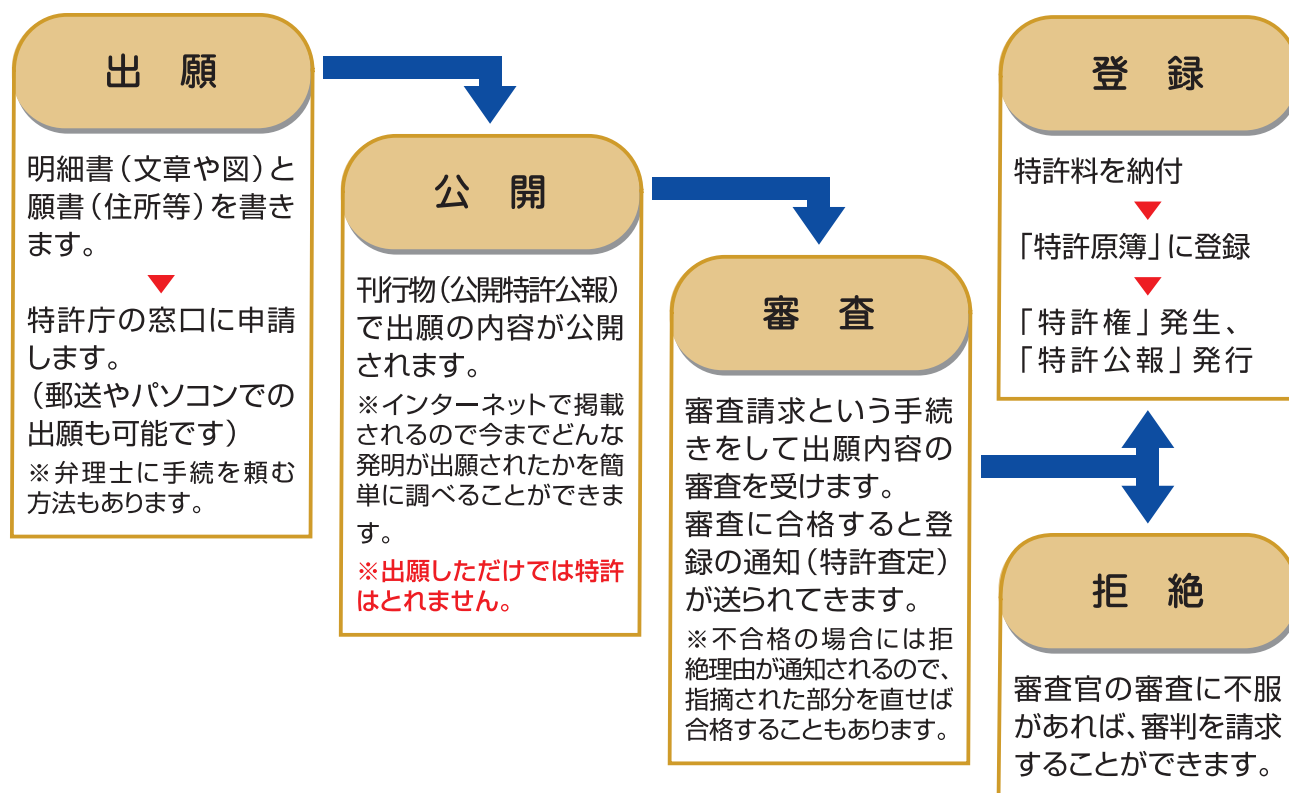 出　願
明細書（文章や図）と
願書（住所等）を書き
ます。
特許庁の窓口に申請
します。
（郵送やパソコンでの
出願も可能です）
※弁理士に手続を頼む
方法もあります。
公　開
刊行物（公開特許公報）
で出願の内容が公開
されます。
※インターネットで掲載
されるので今までどんな
発明が出願されたかを簡
単に調べることができま
す。
※出願しただけでは特許
はとれません。
審　査
審査請求という手続
きをして出願内容の
審査を受けます。
審査に合格すると登
録の通知（特許査定）
が送られてきます。
※不合格の場合には拒
絶理由が通知されるので、
指摘された部分を直せば
合格することもあります。
登　録
特許料を納付
「特許原簿」に登録
「特許権」発生、
「特許公報」発行
拒　絶
審査官の審査に不服
があれば、審判を請求
することができます。